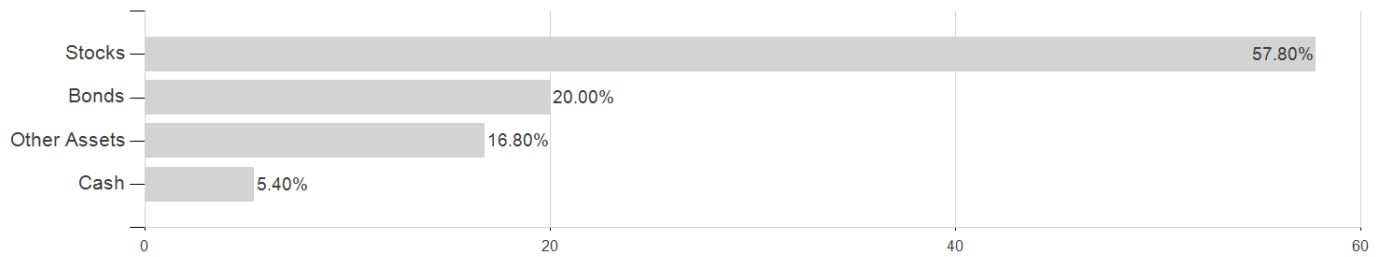 Stocks 57.80%
Bonds 20.00%
Other Assets 16.80%
Cash 5.40%
0 20 40 60